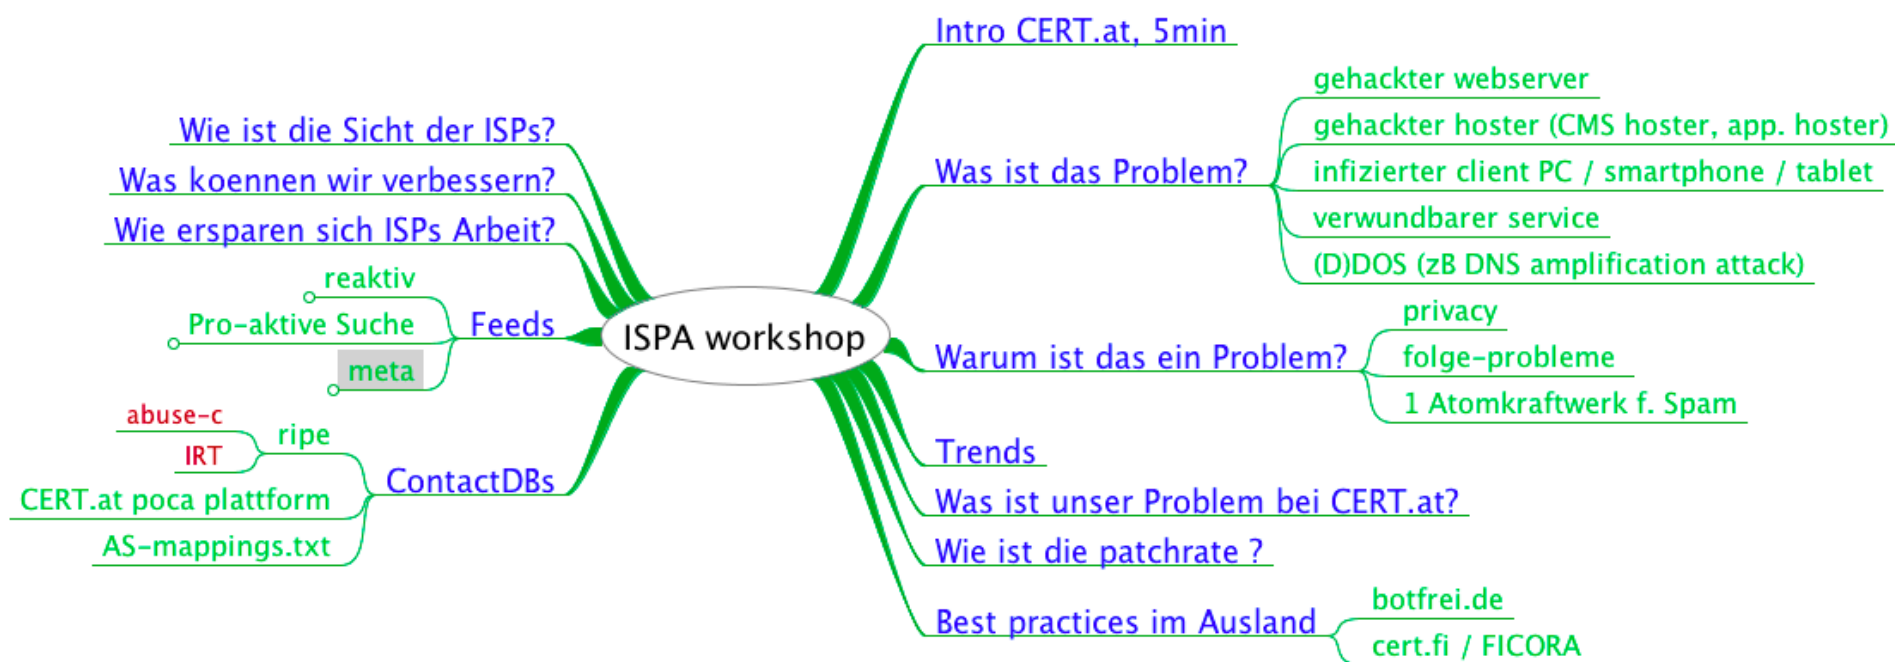 ISPA workshop
Intro CERT.at, 5min
Was ist das Problem?
gehackter webserver
gehackter hoster (CMS hoster, app. hoster)
infizierter client PC / smartphone / tablet
verwundbarer service
(D)DOS (zB DNS amplification attack)
Warum ist das ein Problem?
privacy
folge-probleme
1 Atomkraftwerk f. Spam
Trends
Was ist unser Problem bei CERT.at?
Wie ist die patchrate ?
Best practices im Ausland
botfrei.de
cert.fi / FICORA
Wie ist die Sicht der ISPs?
Was koennen wir verbessern?
Wie ersparen sich ISPs Arbeit?
Feeds
reaktiv
Pro-aktive Suche
meta
ContactDBs
ripe
abuse-c
IRT
CERT.at poca plattform
AS-mappings.txt